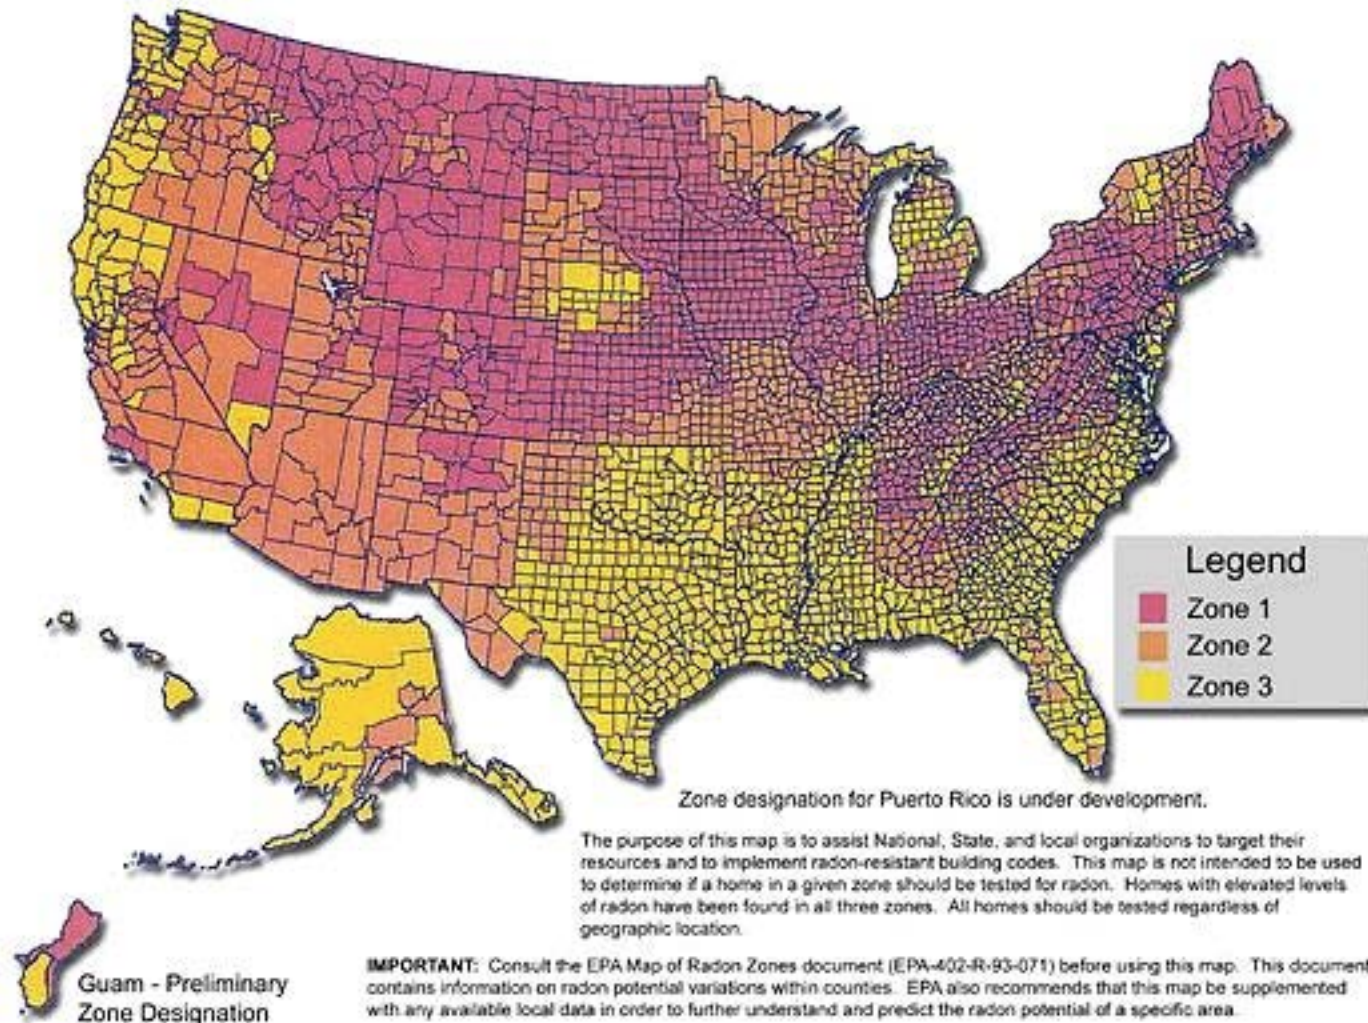 Legend
Zone 1
Zone 2
Zone 3
Zone designation for Puerto Rico is under development.
The purpose of this map is to assist National, State, and local organizations to target their
resources and to implement radon-resistant building codes. This map is not intended to be used
to determine if a home in a given zone should be tested for radon. Homes with elevated levels
of radon have been found in all three zones. All homes should be tested regardless of
geographic location.
IMPORTANT: Consult the EPA Map of Radon Zones document (EPA-402-R-93-071) before using this map. This document
contains information on radon potential variations within counties. EPA also recommends that this map be supplemented
with any available local data in order to further understand and predict the radon potential of a specific area.
Guam - Preliminary
Zone Designation